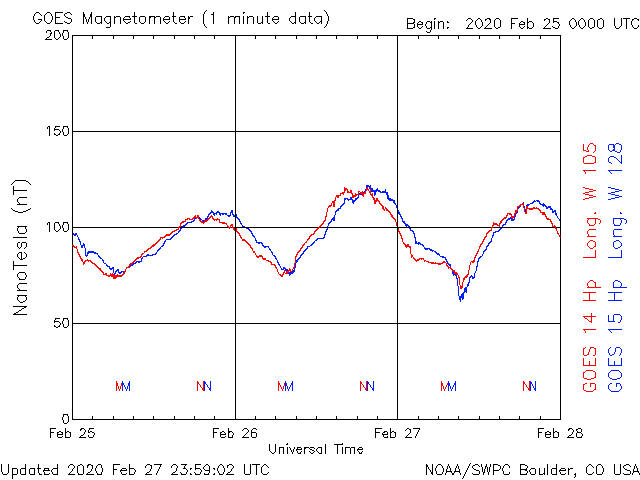 GOES Magnetometer (1 minute data)
Begin: 2020 Feb 25 0000 UTC
200
150
100
50
0
NanoTesla (nT)
MM NN MM NN MM NN
Feb 25 Feb 26 Feb 27 Feb 28
Universal Time
GOES 14 Hp Long. W 105
GOES 15 Hp Long. W 128
Updated 2020 Feb 27 23:59:02 UTC
NOAA/SWPC Boulder, CO USA